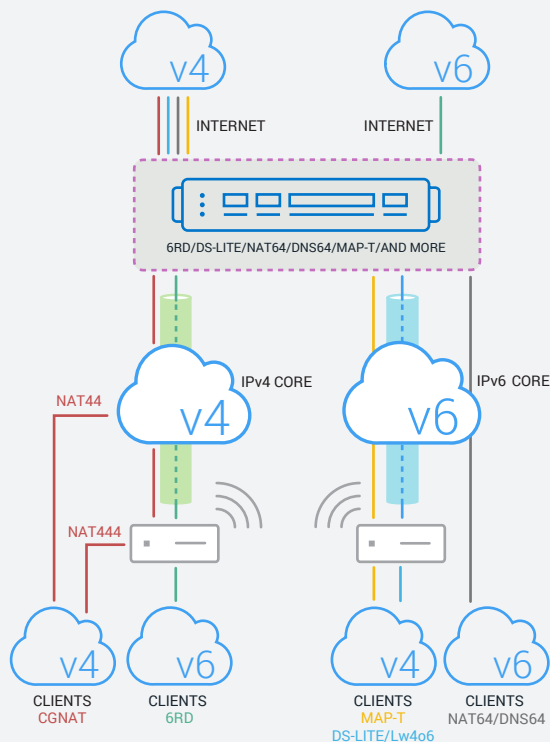 v4
v6
INTERNET
INTERNET
6RD/DS-LITE/NAT64/DNS64/MAP-T/AND MORE
IPv4 CORE
IPv6 CORE
v4
v6
NAT44
NAT444
v4
v6
v4
v6
CLIENTS
CGNAT
CLIENTS
6RD
CLIENTS
MAP-T
DS-LITE/Lw4o6
CLIENTS
NAT64/DNS64